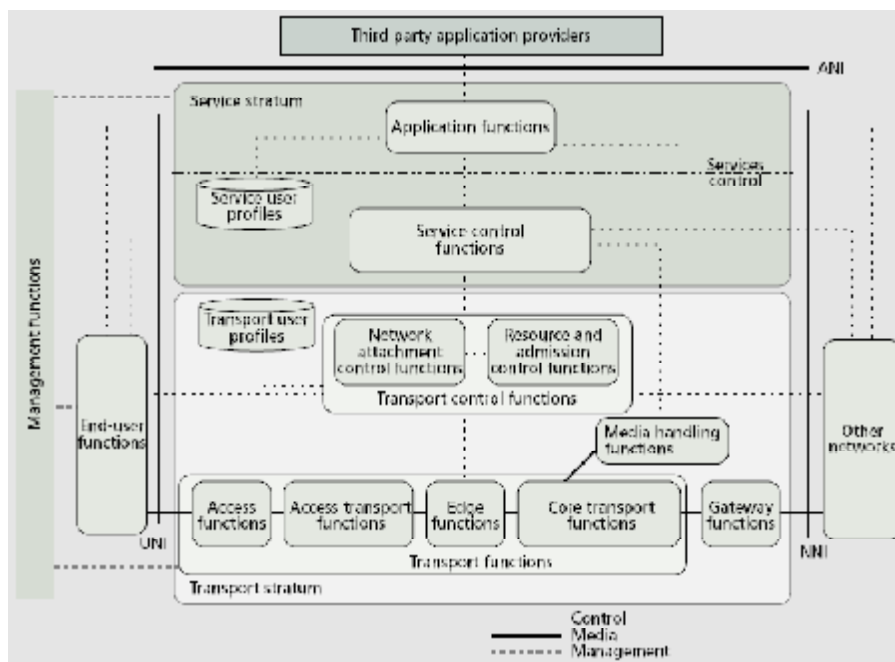 Third party application providers
ANI
Service stratum
Application functions
Services
control
Service user
profiles
Service control
functions
Management functions
Transport user
profiles
Network
attachment
control functions
Resource and
admission
control functions
Transport control functions
End-user
functions
Media handling
functions
Other
networks
Access
functions
Access transport
functions
Edge
functions
Core transport
functions
Gateway
functions
UNI
NNI
Transport functions
Transport stratum
Control
Media
Management